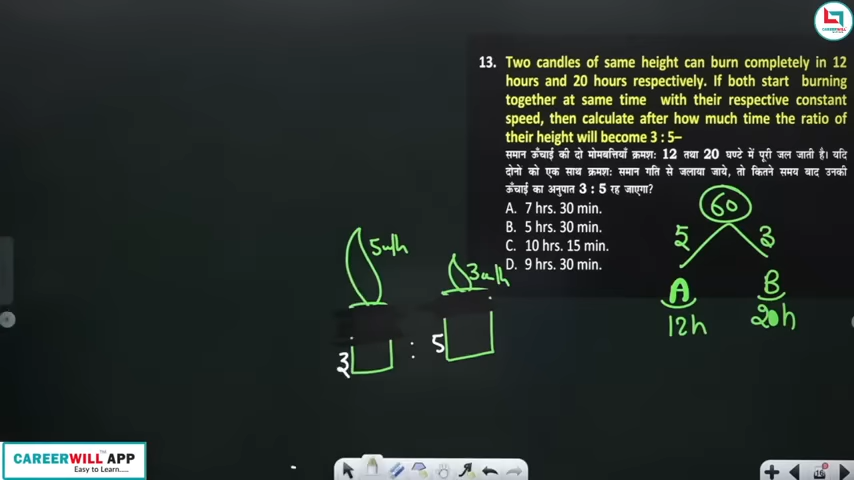 CAREERWILL
13. Two candles of same height can burn completely in 12
hours and 20 hours respectively. If both start burning
together at same time with their respective constant
speed, then calculate after how much time the ratio of
their height will become 3 : 5–
समान ऊँचाई की दो मोमबत्तियाँ क्रमशः 12 तथा 20 घण्टे में पूरी जल जाती है। यदि
दोनो को एक साथ क्रमशः समान गति से जलाया जाये, तो कितने समय बाद उनकी
ऊँचाई का अनुपात 3 : 5 रह जाएगा?
A. 7 hrs. 30 min.
B. 5 hrs. 30 min.
C. 10 hrs. 15 min.
D. 9 hrs. 30 min.
60
5 3
A B
12h 20h
5u/h 3u/h
3 : 5
CAREERWILL APP
Easy to Learn.....